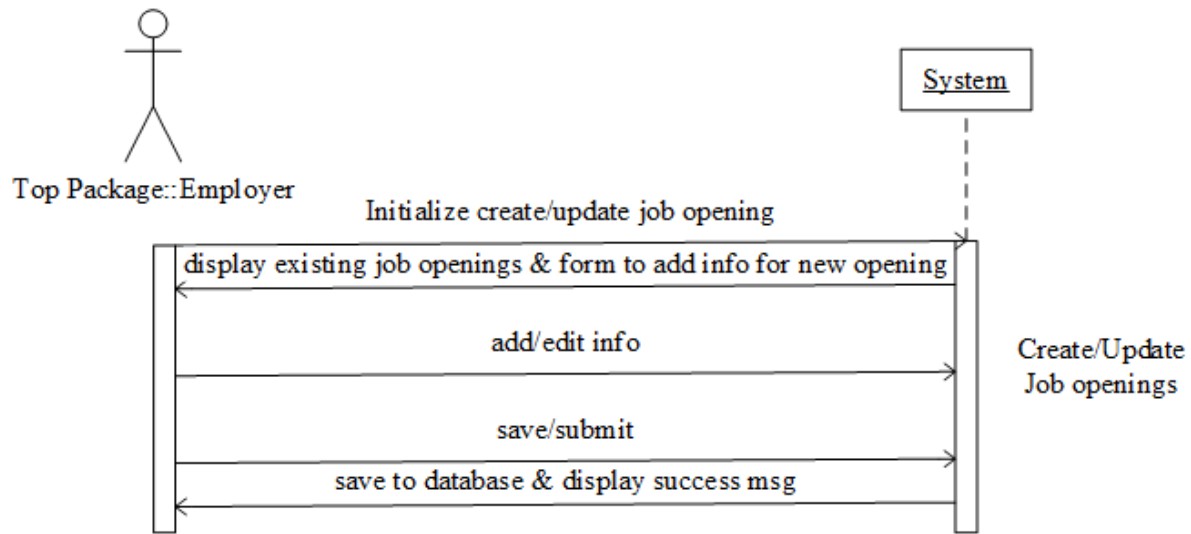 System
Top Package::Employer
Initialize create/update job opening
display existing job openings & form to add info for new opening
add/edit info
Create/Update
Job openings
save/submit
save to database & display success msg